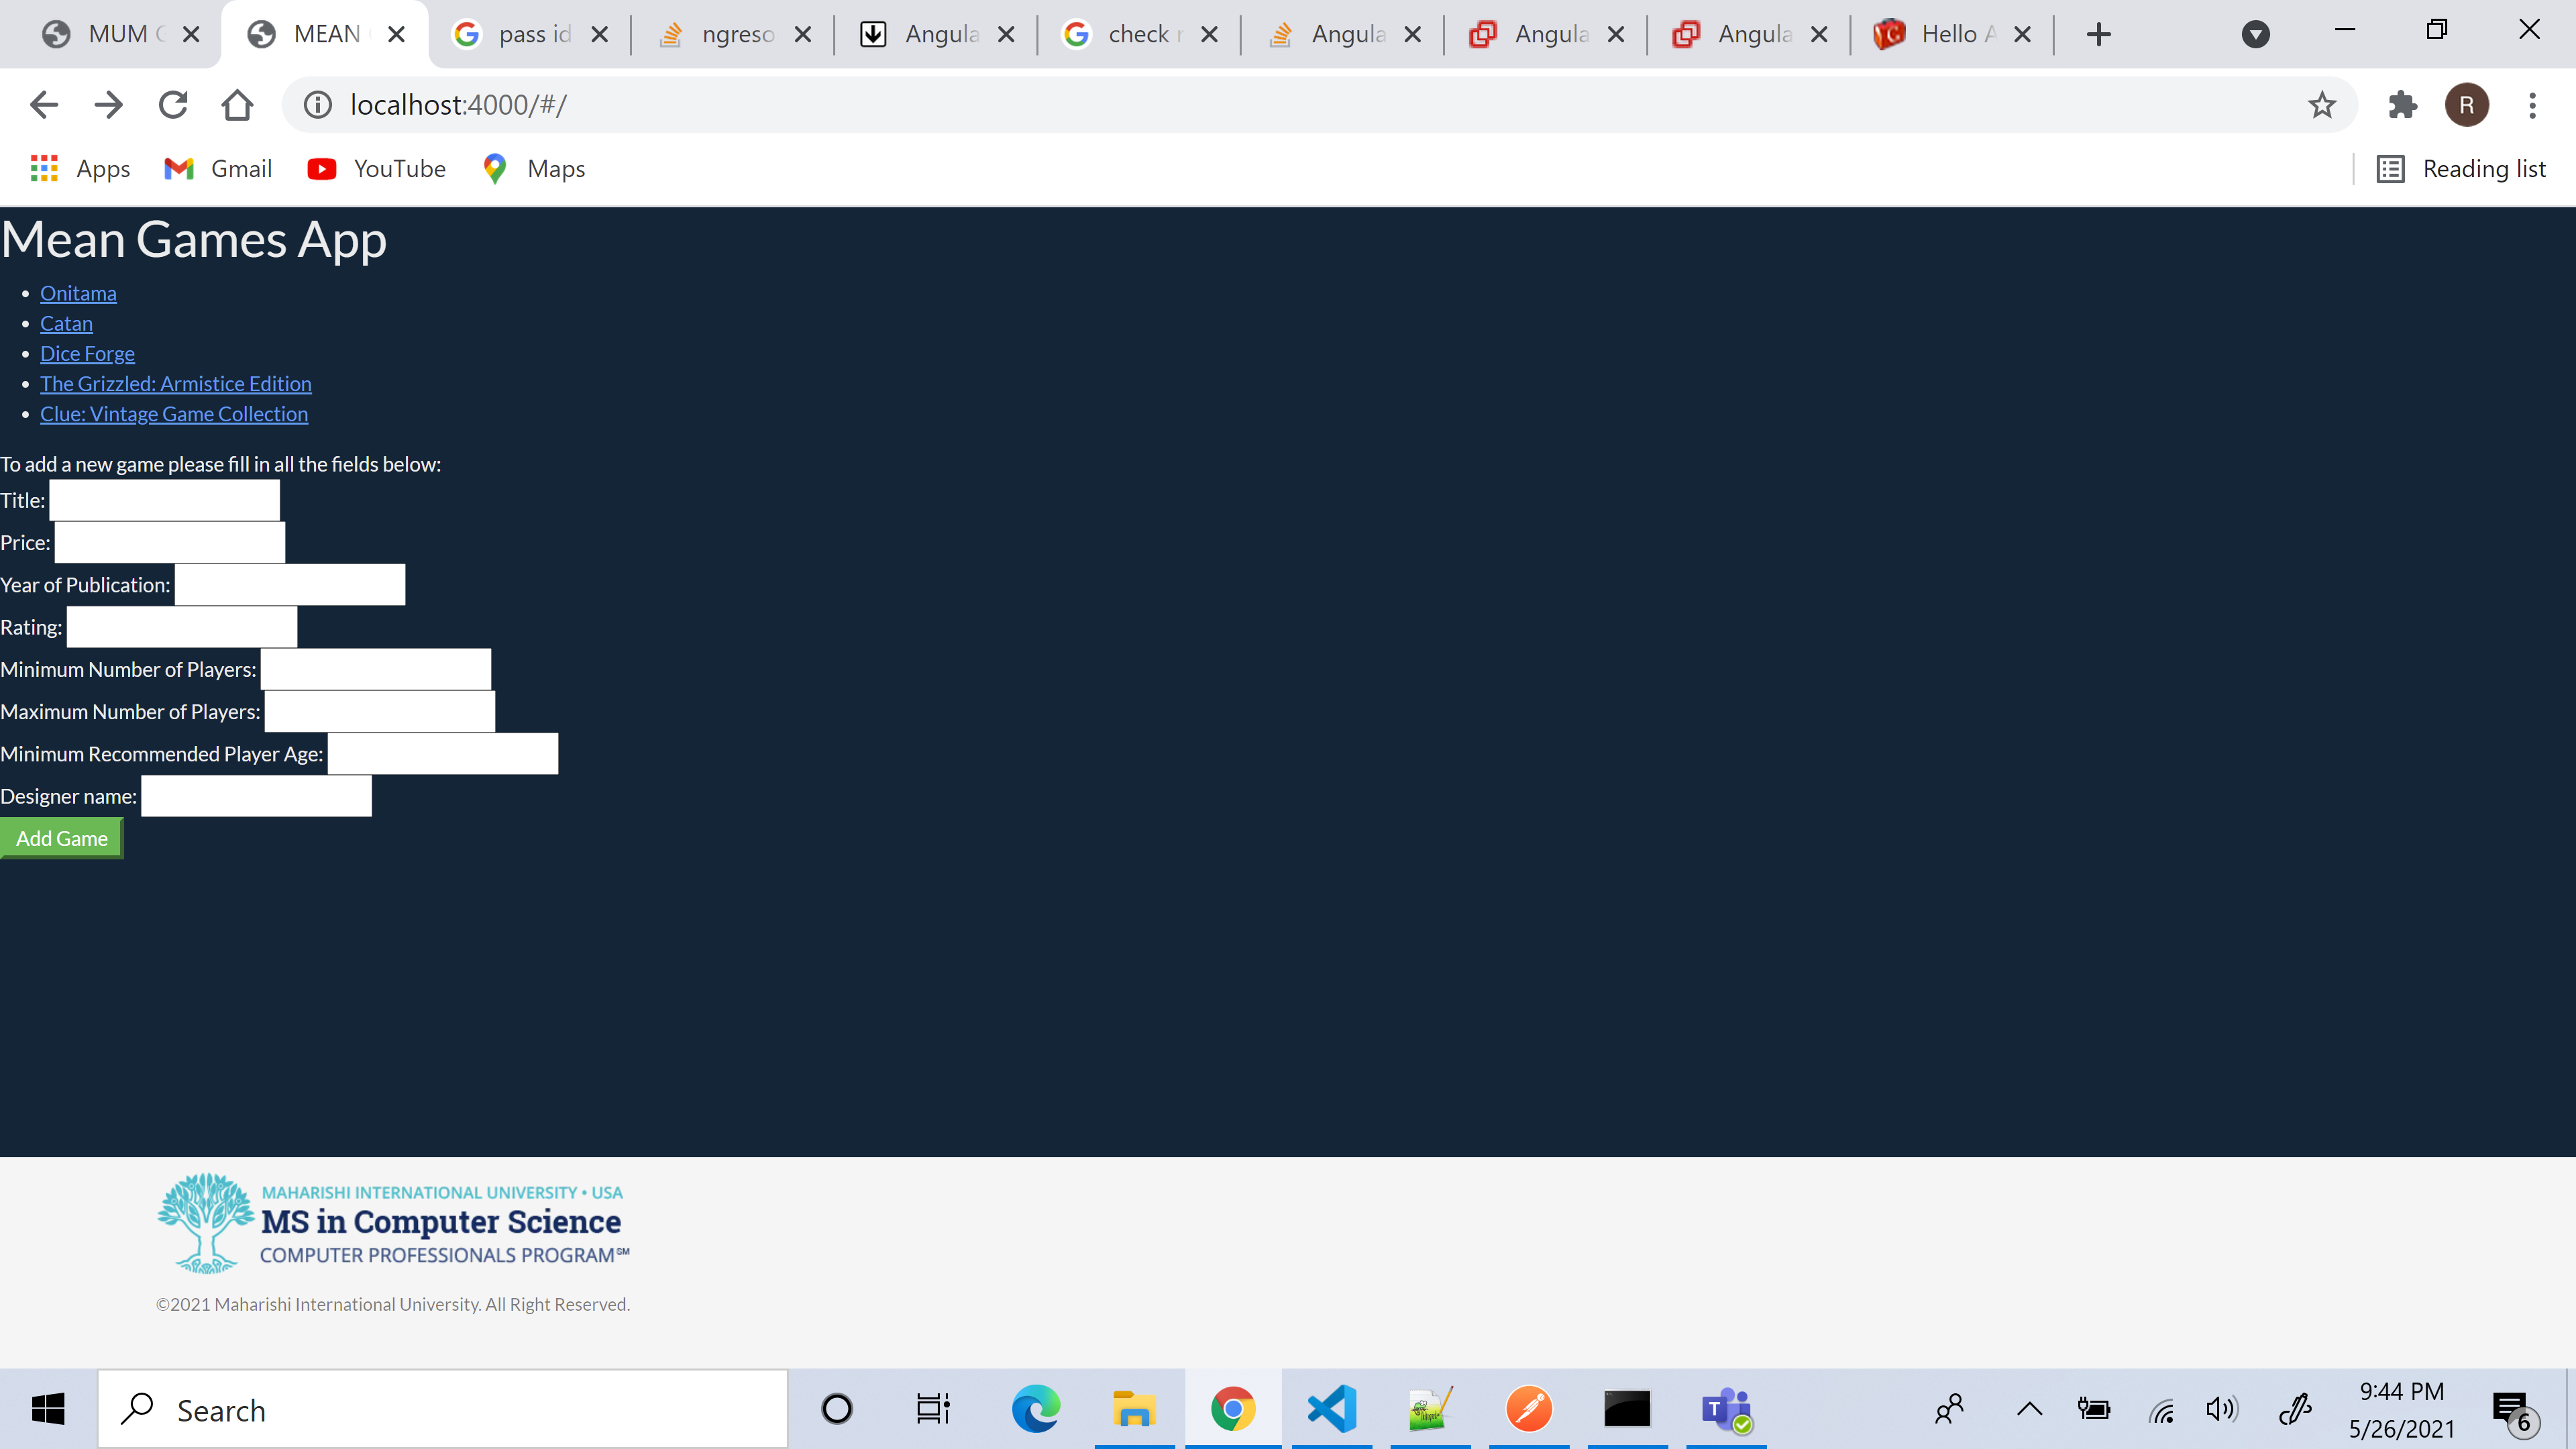 MUM
MEAN
pass id
ngreso
Angula
check
Angula
Angula
Angula
Hello
localhost:4000/#/
R
Apps
Gmail
YouTube
Maps
Reading list
Mean Games App
Onitama
Catan
Dice Forge
The Grizzled: Armistice Edition
Clue: Vintage Game Collection
To add a new game please fill in all the fields below:
Title:
Price:
Year of Publication:
Rating:
Minimum Number of Players:
Maximum Number of Players:
Minimum Recommended Player Age:
Designer name:
Add Game
MAHARISHI INTERNATIONAL UNIVERSITY • USA
MS in Computer Science
COMPUTER PROFESSIONALS PROGRAM℠
©2021 Maharishi International University. All Right Reserved.
Search
T
9:44 PM
5/26/2021
6